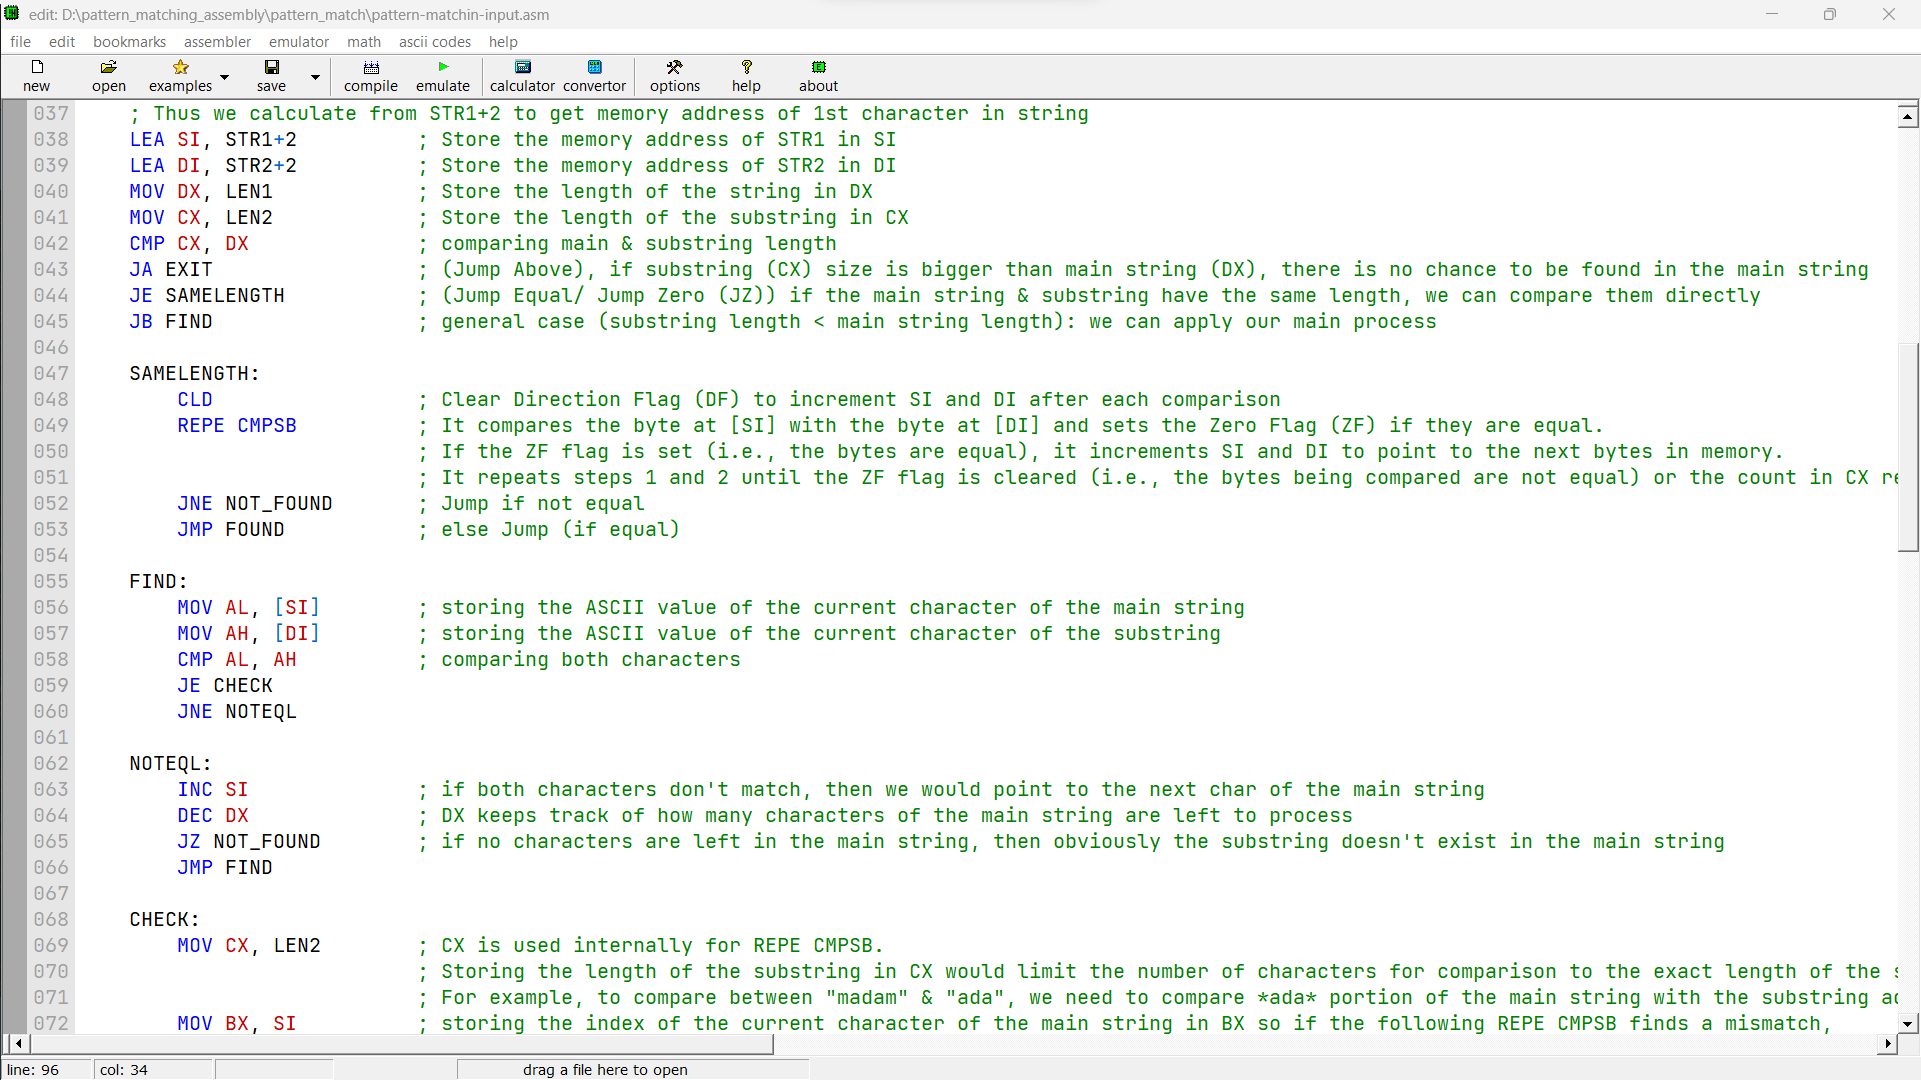 edit: D:\pattern_matching_assembly\pattern_match\pattern-matchin-input.asm
file edit bookmarks assembler emulator math ascii codes help
new open examples save compile emulate calculator convertor options help about
037 ; Thus we calculate from STR1+2 to get memory address of 1st character in string
038 LEA SI, STR1+2 ; Store the memory address of STR1 in SI
039 LEA DI, STR2+2 ; Store the memory address of STR2 in DI
040 MOV DX, LEN1 ; Store the length of the string in DX
041 MOV CX, LEN2 ; Store the length of the substring in CX
042 CMP CX, DX ; comparing main & substring length
043 JA EXIT ; (Jump Above), if substring (CX) size is bigger than main string (DX), there is no chance to be found in the main string
044 JE SAMELENGTH ; (Jump Equal/ Jump Zero (JZ)) if the main string & substring have the same length, we can compare them directly
045 JB FIND ; general case (substring length < main string length): we can apply our main process
046
047 SAMELENGTH:
048 CLD ; Clear Direction Flag (DF) to increment SI and DI after each comparison
049 REPE CMPSB ; It compares the byte at [SI] with the byte at [DI] and sets the Zero Flag (ZF) if they are equal.
050 ; If the ZF flag is set (i.e., the bytes are equal), it increments SI and DI to point to the next bytes in memory.
051 ; It repeats steps 1 and 2 until the ZF flag is cleared (i.e., the bytes being compared are not equal) or the count in CX
052 JNE NOT_FOUND ; Jump if not equal
053 JMP FOUND ; else Jump (if equal)
054
055 FIND:
056 MOV AL, [SI] ; storing the ASCII value of the current character of the main string
057 MOV AH, [DI] ; storing the ASCII value of the current character of the substring
058 CMP AL, AH ; comparing both characters
059 JE CHECK
060 JNE NOTEQL
061
062 NOTEQL:
063 INC SI ; if both characters don't match, then we would point to the next char of the main string
064 DEC DX ; DX keeps track of how many characters of the main string are left to process
065 JZ NOT_FOUND ; if no characters are left in the main string, then obviously the substring doesn't exist in the main string
066 JMP FIND
067
068 CHECK:
069 MOV CX, LEN2 ; CX is used internally for REPE CMPSB.
070 ; Storing the length of the substring in CX would limit the number of characters for comparison to the exact length of the
071 ; For example, to compare between "madam" & "ada", we need to compare *ada* portion of the main string with the substring
072 MOV BX, SI ; storing the index of the current character of the main string in BX so if the following REPE CMPSB finds a mismatch,
line: 96 col: 34 drag a file here to open